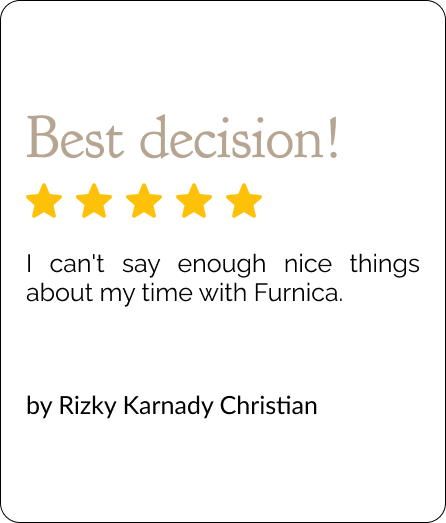 Best decision!
I can't say enough nice things
about my time with Furnica.
by Rizky Karnady Christian